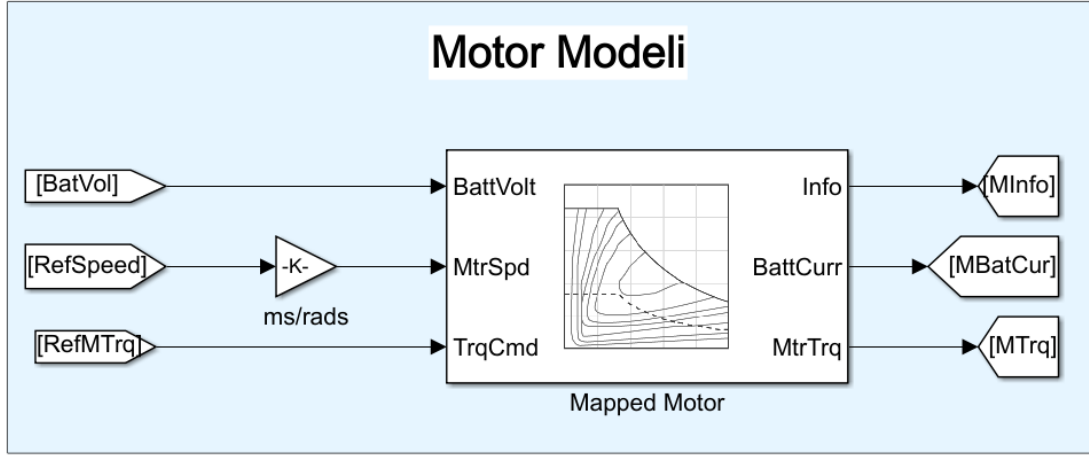 Motor Modeli
[BatVol]
BattVolt
Info
[MInfo]
[RefSpeed]
-K-
MtrSpd
BattCurr
[MBatCur]
ms/rads
[RefMTrq]
TrqCmd
MtrTrq
[MTrq]
Mapped Motor